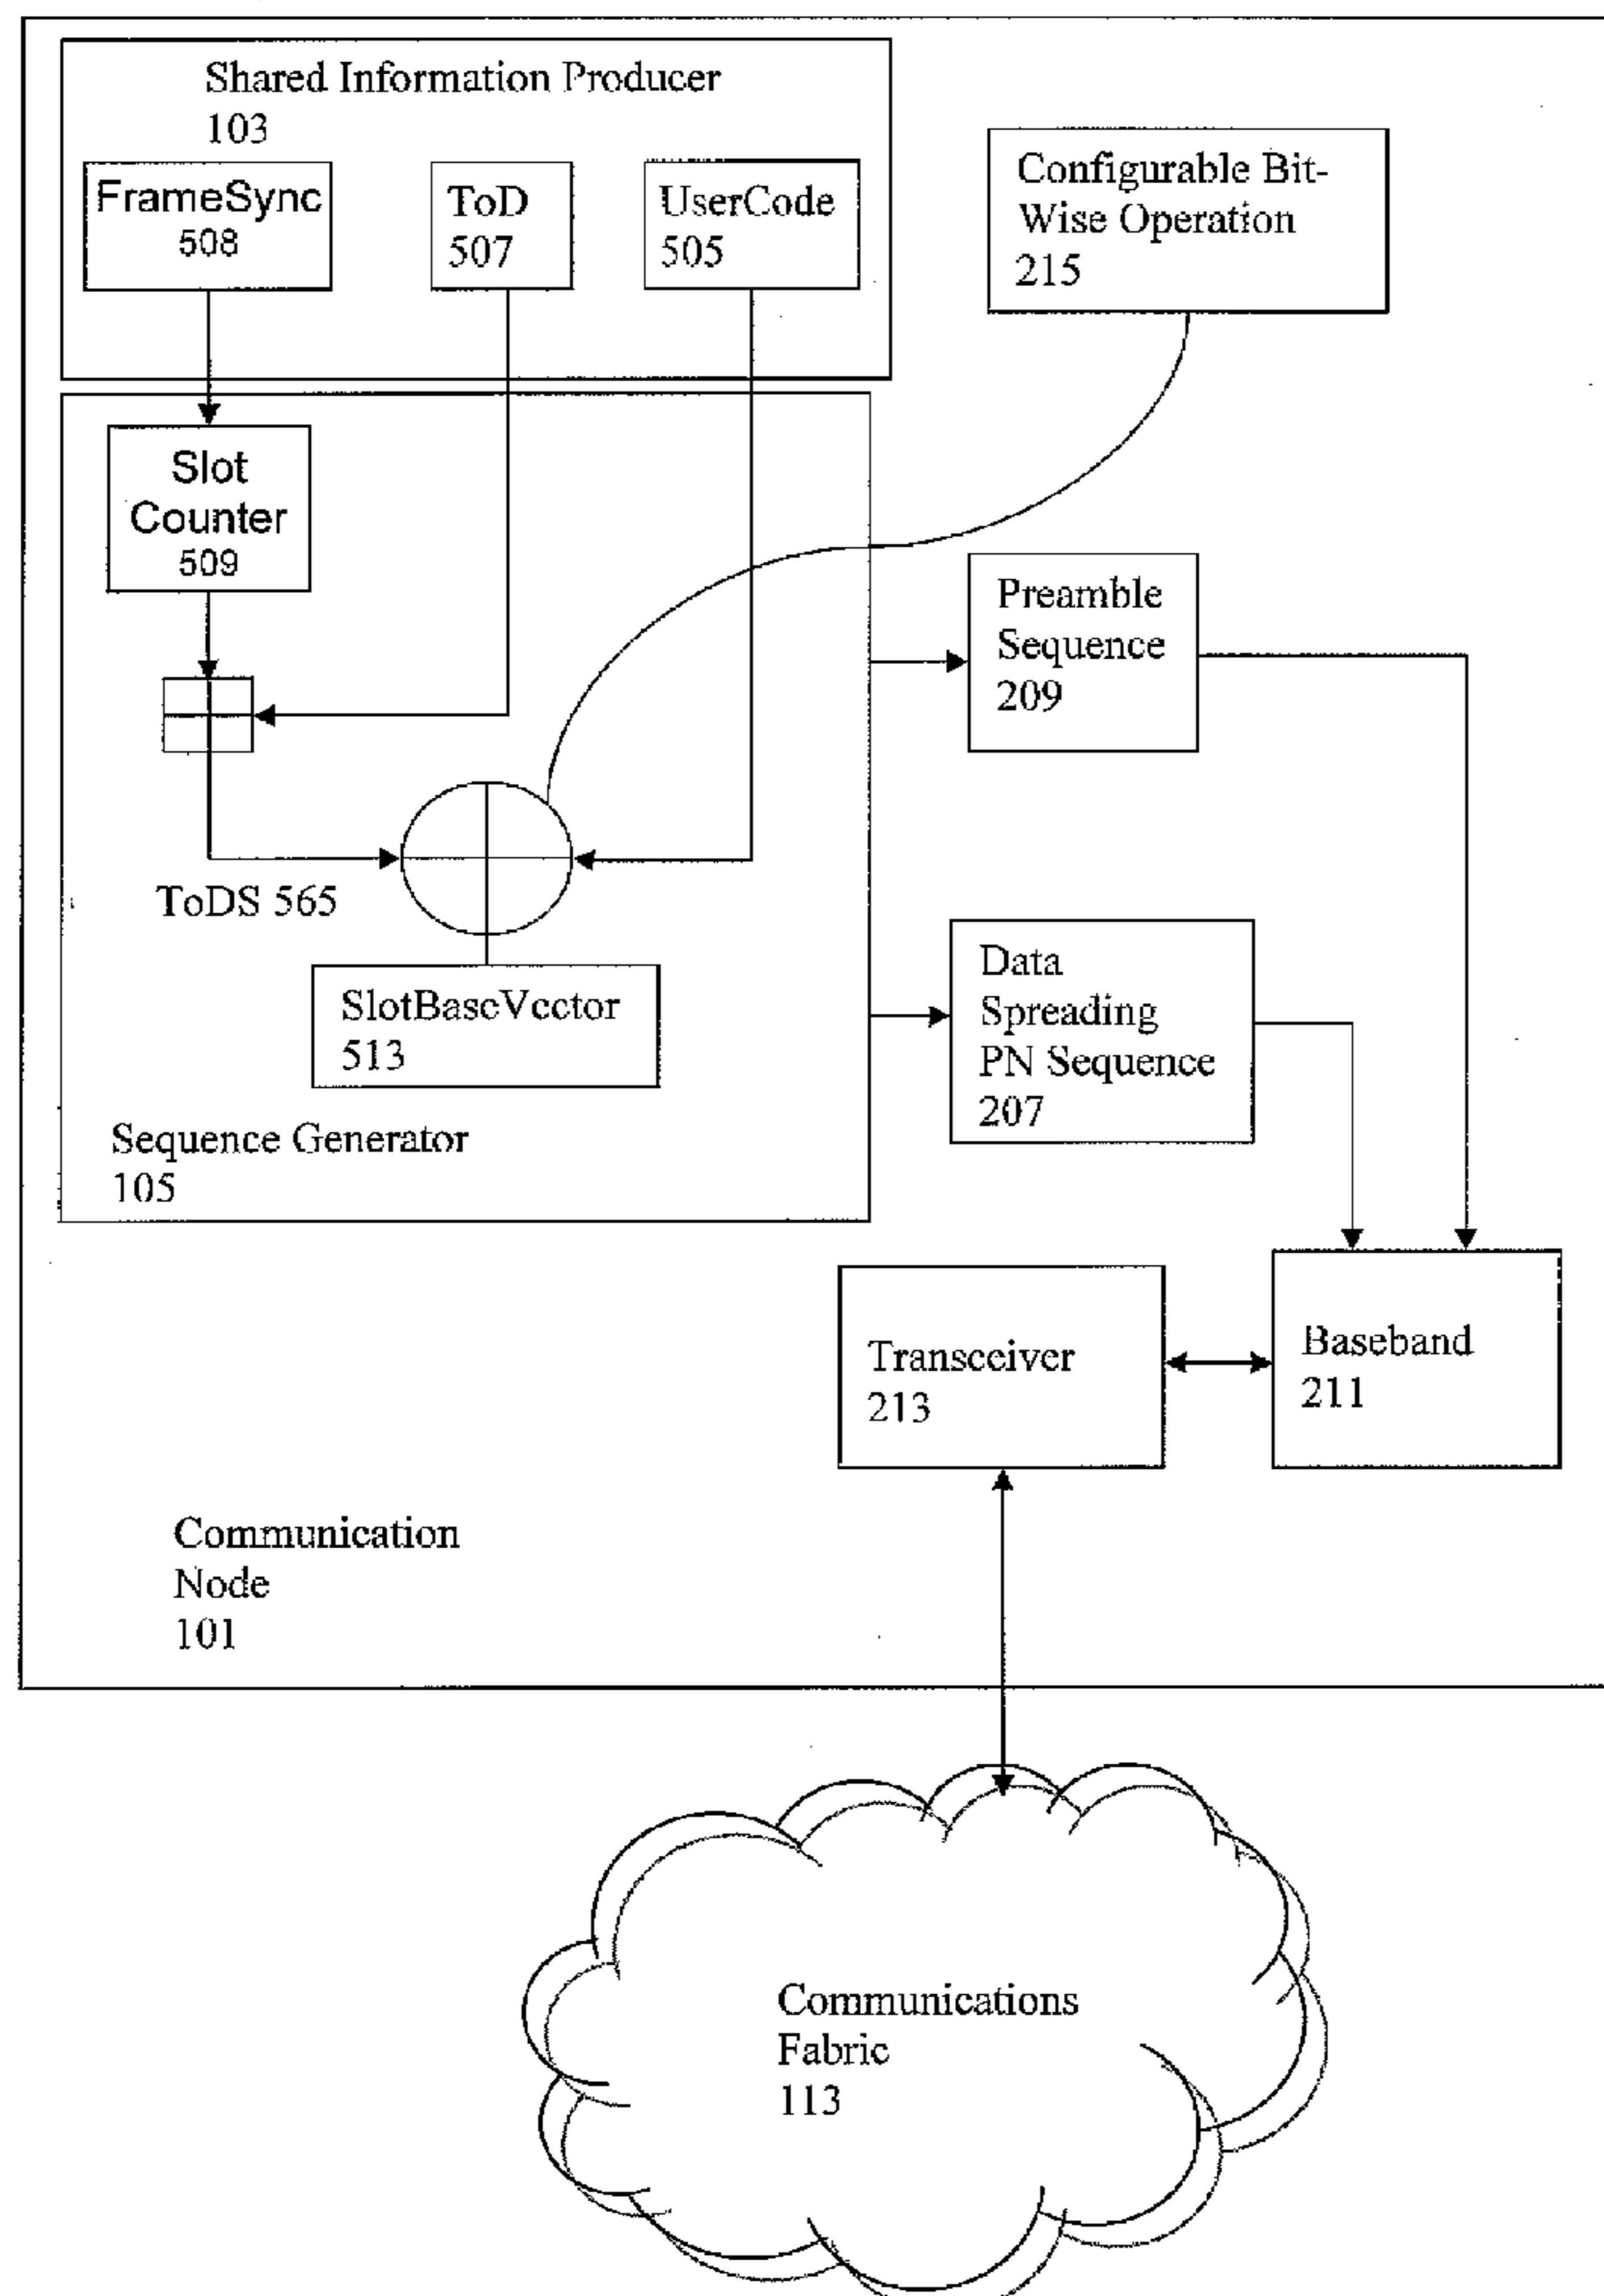 Shared Information Producer
103
FrameSync
508
ToD
507
UserCode
505
Configurable Bit-
Wise Operation
215
Slot
Counter
509
Preamble
Sequence
209
ToDS 565
SlotBaseVector
513
Data
Spreading
PN Sequence
207
Sequence Generator
105
Transceiver
213
Baseband
211
Communication
Node
101
Communications
Fabric
113